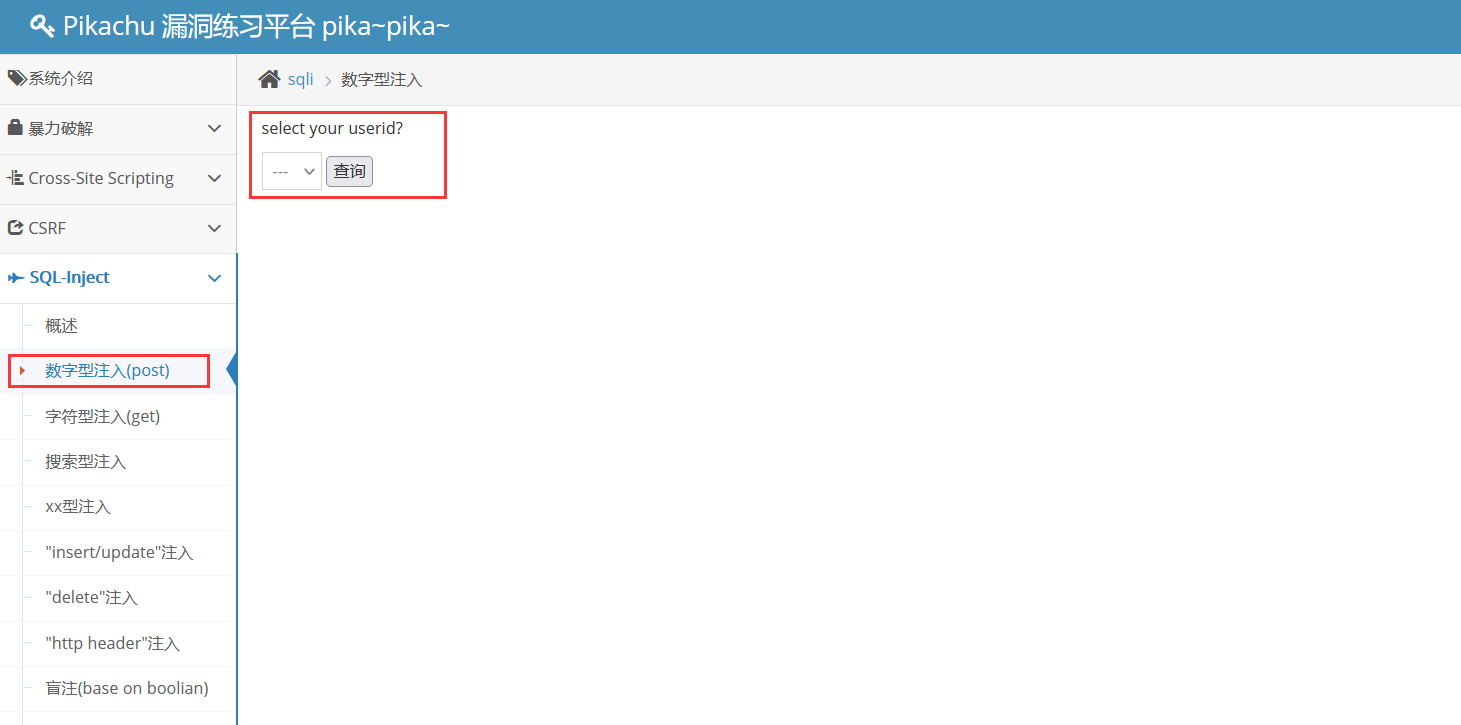 Pikachu 漏洞练习平台 pika~pika~
系统介绍
暴力破解
Cross-Site Scripting
CSRF
SQL-Inject
概述
数字型注入(post)
字符型注入(get)
搜索型注入
xx型注入
"insert/update"注入
"delete"注入
"http header"注入
盲注(base on boolian)
sqli > 数字型注入
select your userid?
--- 查询